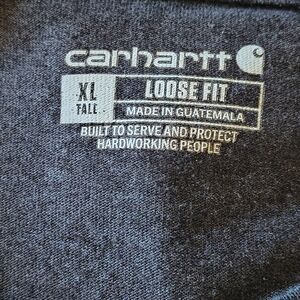 carhartt
XL
TALL
LOOSE FIT
MADE IN GUATEMALA
BUILT TO SERVE AND PROTECT
HARDWORKING PEOPLE